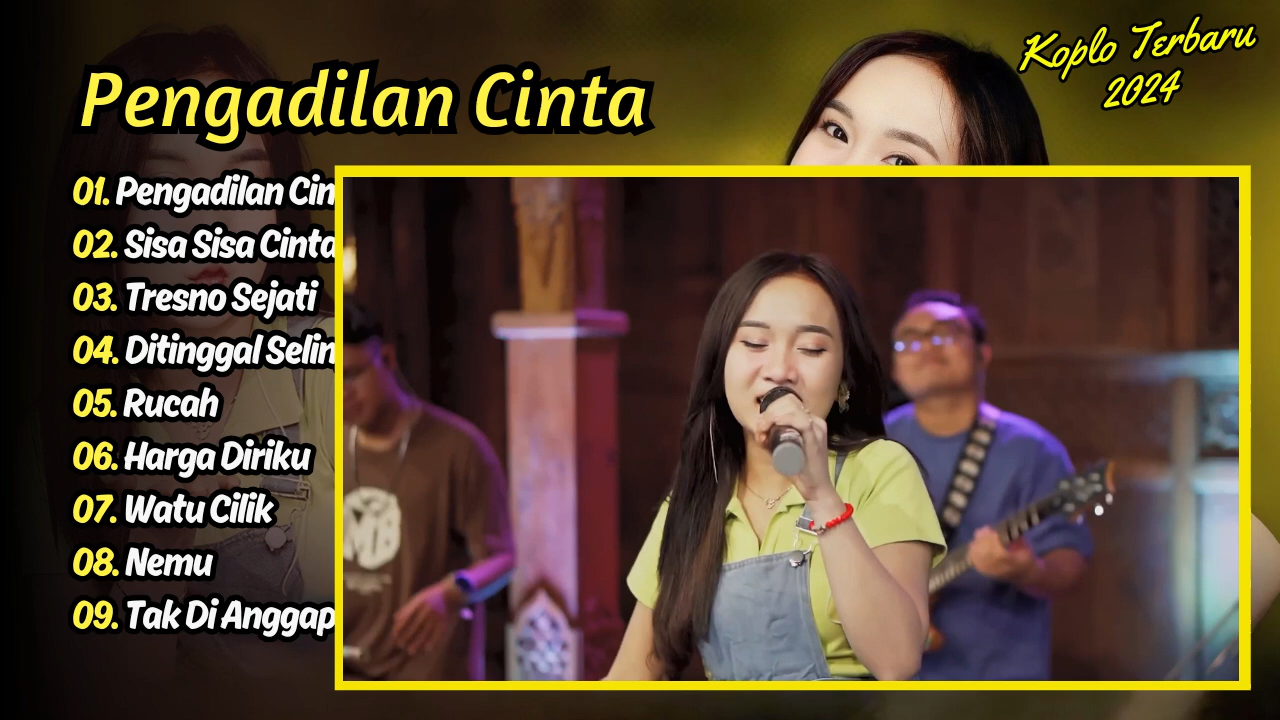 Koplo Terbaru
2024
Pengadilan Cinta
01. Pengadilan Cin
02. Sisa Sisa Cinta
03. Tresno Sejati
04. Ditinggal Selin
05. Rucah
06. Harga Diriku
07. Watu Cilik
08. Nemu
09. Tak Di Anggap